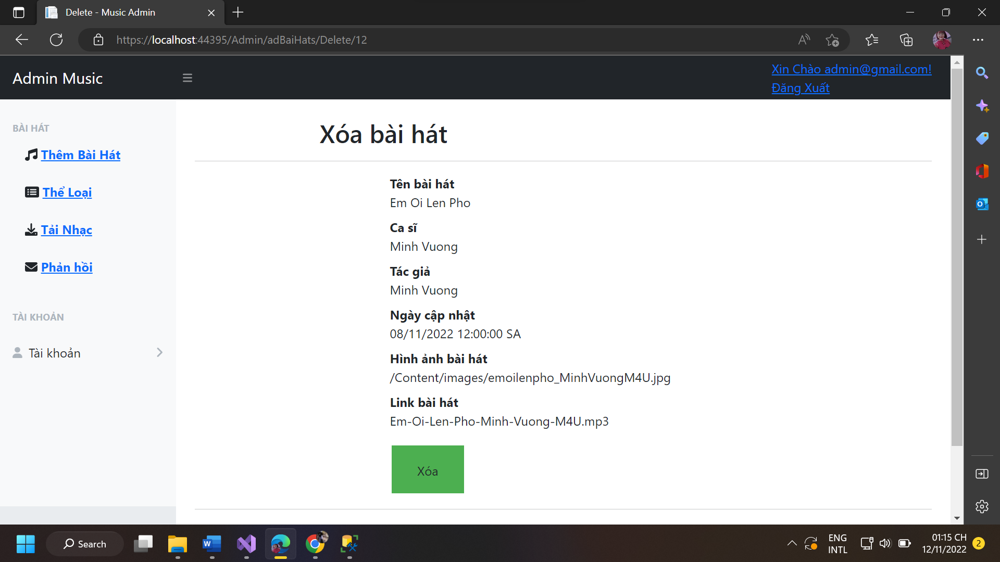 Delete - Music Admin
https://localhost:44395/Admin/adBaiHats/Delete/12
Admin Music
Xin Chào admin@gmail.com!
Đăng Xuất
BÀI HÁT
Thêm Bài Hát
Thể Loại
Tải Nhạc
Phản hồi
TÀI KHOẢN
Tài khoản
Xóa bài hát
Tên bài hát
Em Oi Len Pho
Ca sĩ
Minh Vuong
Tác giả
Minh Vuong
Ngày cập nhật
08/11/2022 12:00:00 SA
Hình ảnh bài hát
/Content/images/emoilenpho_MinhVuongM4U.jpg
Link bài hát
Em-Oi-Len-Pho-Minh-Vuong-M4U.mp3
Xóa
Search
ENG
INTL
01:15 CH
12/11/2022
2